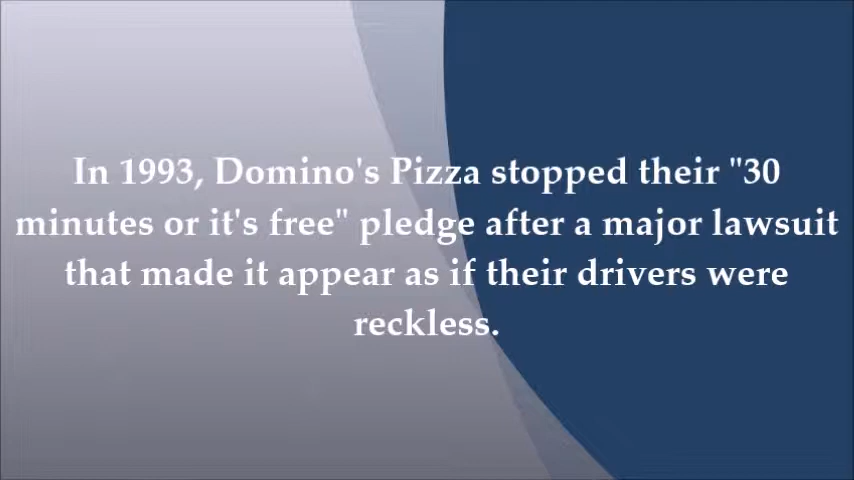 In 1993, Domino's Pizza stopped their "30
minutes or it's free" pledge after a major lawsuit
that made it appear as if their drivers were
reckless.